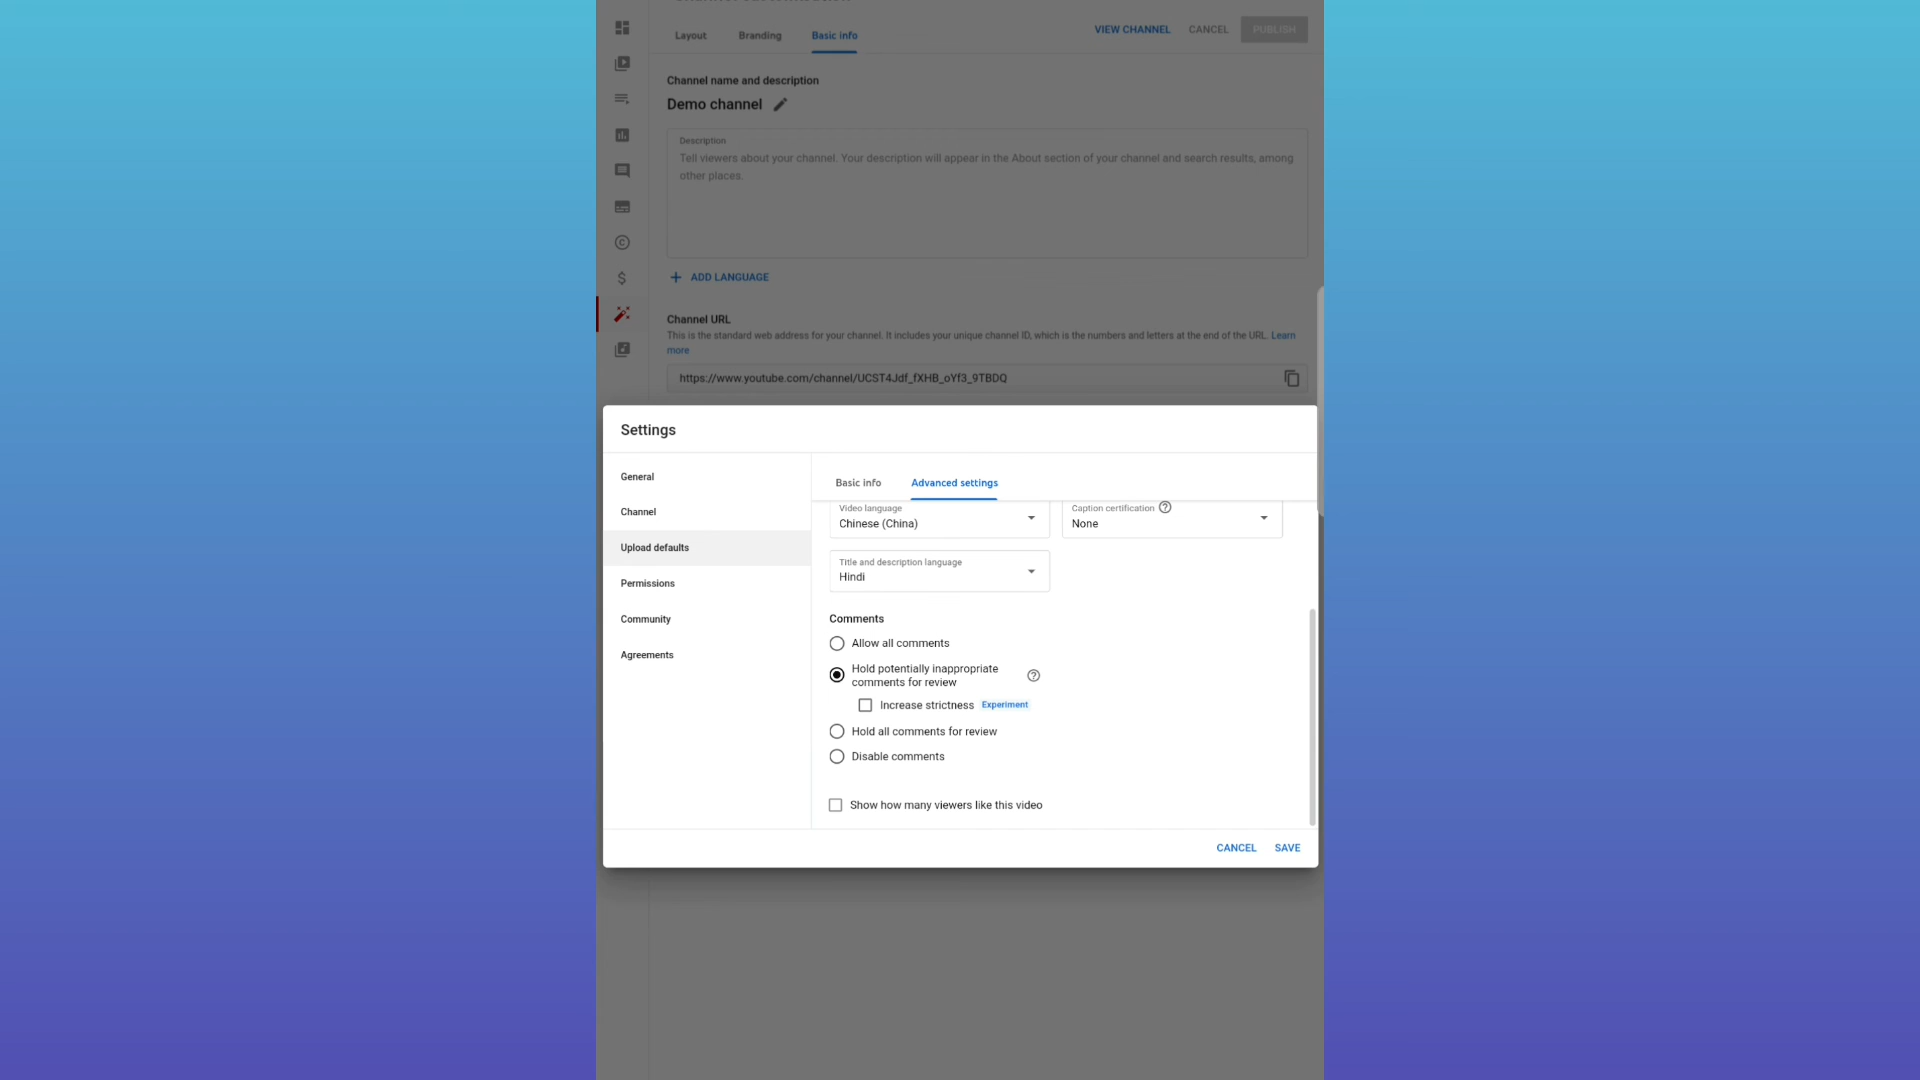 Layout
Branding
Basic info
VIEW CHANNEL
CANCEL
PUBLISH
Channel name and description
Demo channel
Description
Tell viewers about your channel. Your description will appear in the About section of your channel and search results, among
other places.
ADD LANGUAGE
Channel URL
This is the standard web address for your channel. It includes your unique channel ID, which is the numbers and letters at the end of the URL. Learn
more
https://www.youtube.com/channel/UCST4Jdf_fXHB_oYf3_9TBDQ
Settings
General
Channel
Upload defaults
Permissions
Community
Agreements
Basic info
Advanced settings
Video language
Chinese (China)
Caption certification
None
Title and description language
Hindi
Comments
Allow all comments
Hold potentially inappropriate
comments for review
Increase strictness Experiment
Hold all comments for review
Disable comments
Show how many viewers like this video
CANCEL
SAVE